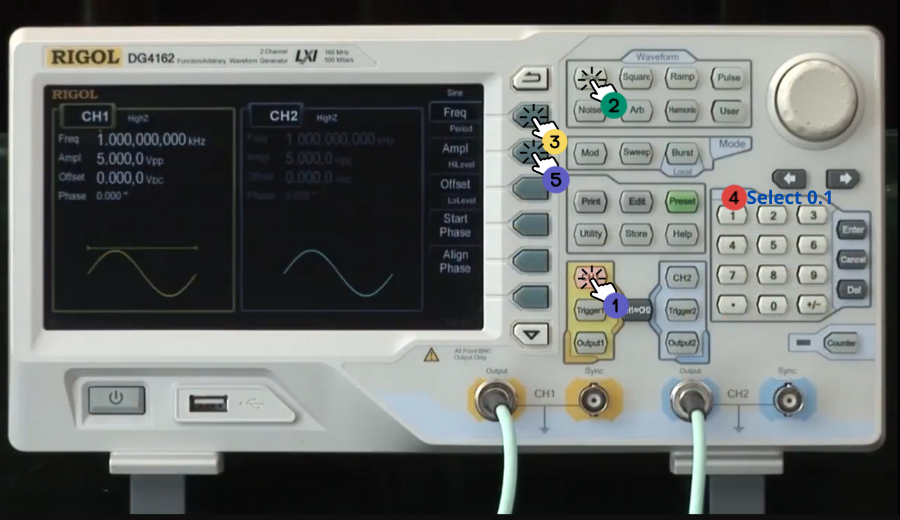 RIGOL DG4162 Function/Arbitrary Waveform Generator
2 Channel
LXI
160 MHz
500 MSa/s
RIGOL
Sine
CH1 HighZ
Freq 1.000,000,000 kHz
Ampl 5.000,0 Vpp
Offset 0.000,0 VDC
Phase 0.000 °
CH2 HighZ
Freq 1.000,000,000 kHz
Ampl 5.000,0 Vpp
Offset 0.000,0 VDC
Phase 0.000 °
Freq
Period
Ampl
HiLevel
Offset
LoLevel
Start
Phase
Align
Phase
3
5
Waveform
Square Ramp Pulse
2
Noise Arb Harmonic User
Mod Sweep Burst
Mode
Local
Print Edit Preset
Utility Store Help
CH2
1
Trigger1 Trigger2
Output1 Output2
4 Select 0.1
1 2 3
4 5 6
7 8 9
. 0 +/-
Enter
Cancel
Del
Counter
All Front BNC
Output Only
Output
CH1
Sync
Output
CH2
Sync